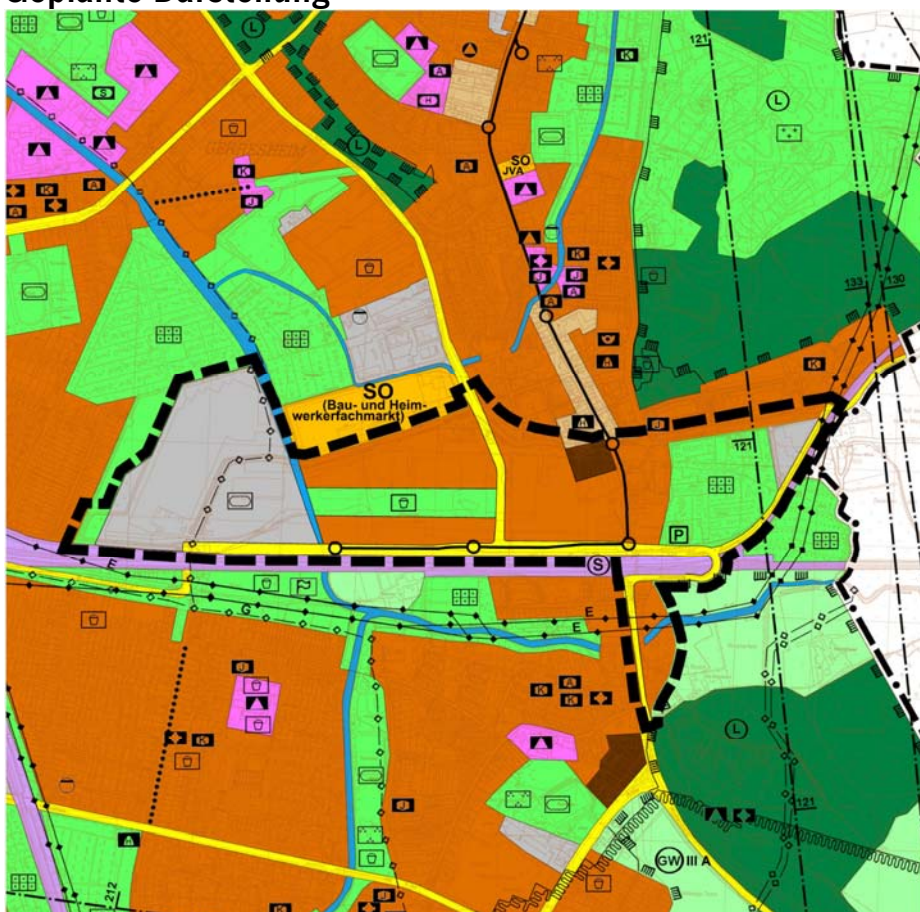 Geplante Darstellung
L
121
K
A
S
H
L
GERRESHEIM
L
A
SO
JVA
K
J
K
A
A
K
J
J
A
A
133
130
K
SO
(Bau- und Heim-
werkerfachmarkt)
J
121
P
E
S
G
E
E
J
K
A
K
K
L
J
121
GW III A
212
K
J
K